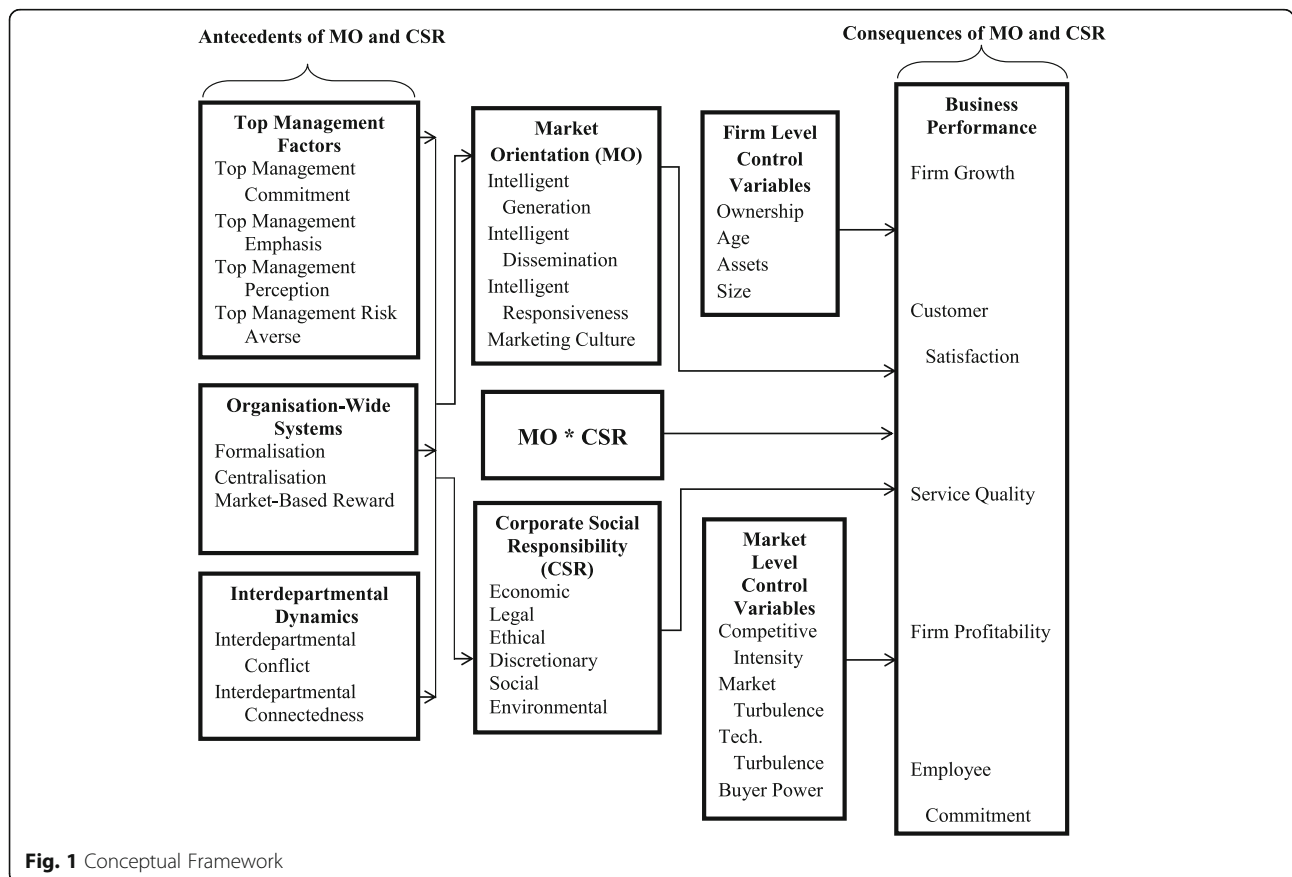 Antecedents of MO and CSR
Consequences of MO and CSR
Top Management
Factors
Top Management
Commitment
Top Management
Emphasis
Top Management
Perception
Top Management Risk
Averse
Organisation-Wide
Systems
Formalisation
Centralisation
Market-Based Reward
Interdepartmental
Dynamics
Interdepartmental
Conflict
Interdepartmental
Connectedness
Market
Orientation (MO)
Intelligent
Generation
Intelligent
Dissemination
Intelligent
Responsiveness
Marketing Culture
MO * CSR
Corporate Social
Responsibility
(CSR)
Economic
Legal
Ethical
Discretionary
Social
Environmental
Firm Level
Control
Variables
Ownership
Age
Assets
Size
Market
Level
Control
Variables
Competitive
Intensity
Market
Turbulence
Tech.
Turbulence
Buyer Power
Business
Performance
Firm Growth
Customer
Satisfaction
Service Quality
Firm Profitability
Employee
Commitment
Fig. 1 Conceptual Framework